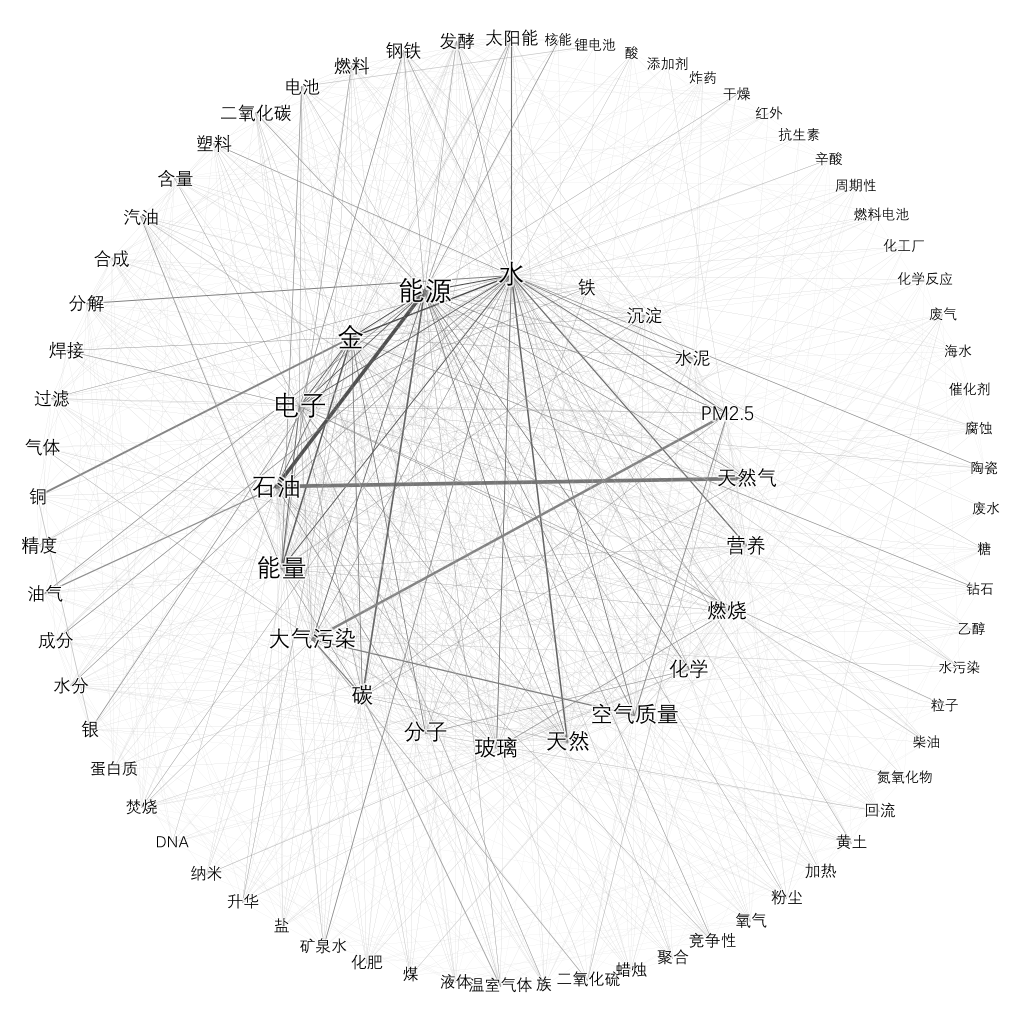 太阳能
核能
锂电池
酸
添加剂
炸药
干燥
红外
抗生素
辛酸
周期性
燃料电池
化工厂
化学反应
废气
海水
催化剂
腐蚀
陶瓷
废水
糖
钻石
乙醇
水污染
粒子
柴油
氮氧化物
回流
黄土
加热
粉尘
氧气
竞争性
聚合
蜡烛
二氧化硫
族
温室气体
液体
煤
化肥
矿泉水
盐
升华
纳米
DNA
焚烧
蛋白质
银
水分
成分
油气
精度
铜
气体
过滤
焊接
分解
合成
汽油
含量
塑料
二氧化碳
电池
燃料
钢铁
发酵
水
铁
沉淀
水泥
PM2.5
天然气
营养
燃烧
化学
空气质量
天然
玻璃
分子
碳
大气污染
能量
石油
电子
金
能源